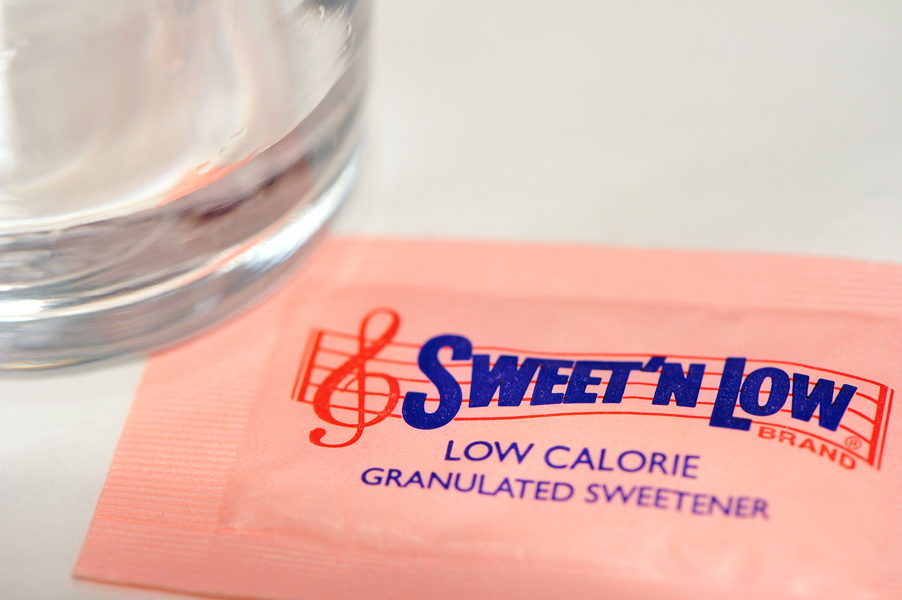 SWEET'N LOW
BRAND
®
LOW CALORIE
GRANULATED SWEETENER